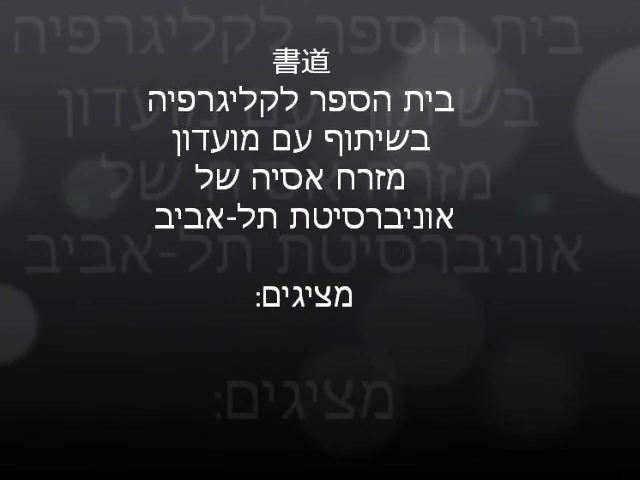 書道
בית הספר לקליגרפיה
בשיתוף עם מועדון
מזרח אסיה של
אוניברסיטת תל-אביב
מציגים: